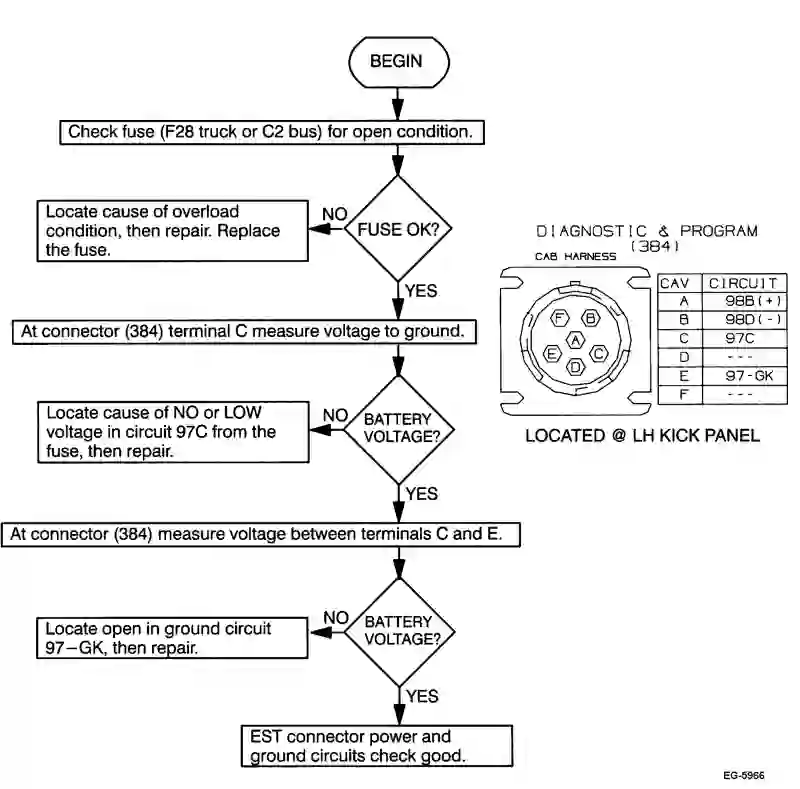 BEGIN
Check fuse (F28 truck or C2 bus) for open condition.
Locate cause of overload
condition, then repair. Replace
the fuse.
NO
FUSE OK?
YES
At connector (384) terminal C measure voltage to ground.
Locate cause of NO or LOW
voltage in circuit 97C from the
fuse, then repair.
NO
BATTERY
VOLTAGE?
YES
At connector (384) measure voltage between terminals C and E.
Locate open in ground circuit
97–GK, then repair.
NO
BATTERY
VOLTAGE?
YES
EST connector power and
ground circuits check good.
DIAGNOSTIC & PROGRAM
(384)
CAB HARNESS
F B
A
E C
D
CAV CIRCUIT
A 98B(+)
B 98D(-)
C 97C
D ---
E 97-GK
F ---
LOCATED @ LH KICK PANEL
EG-5966